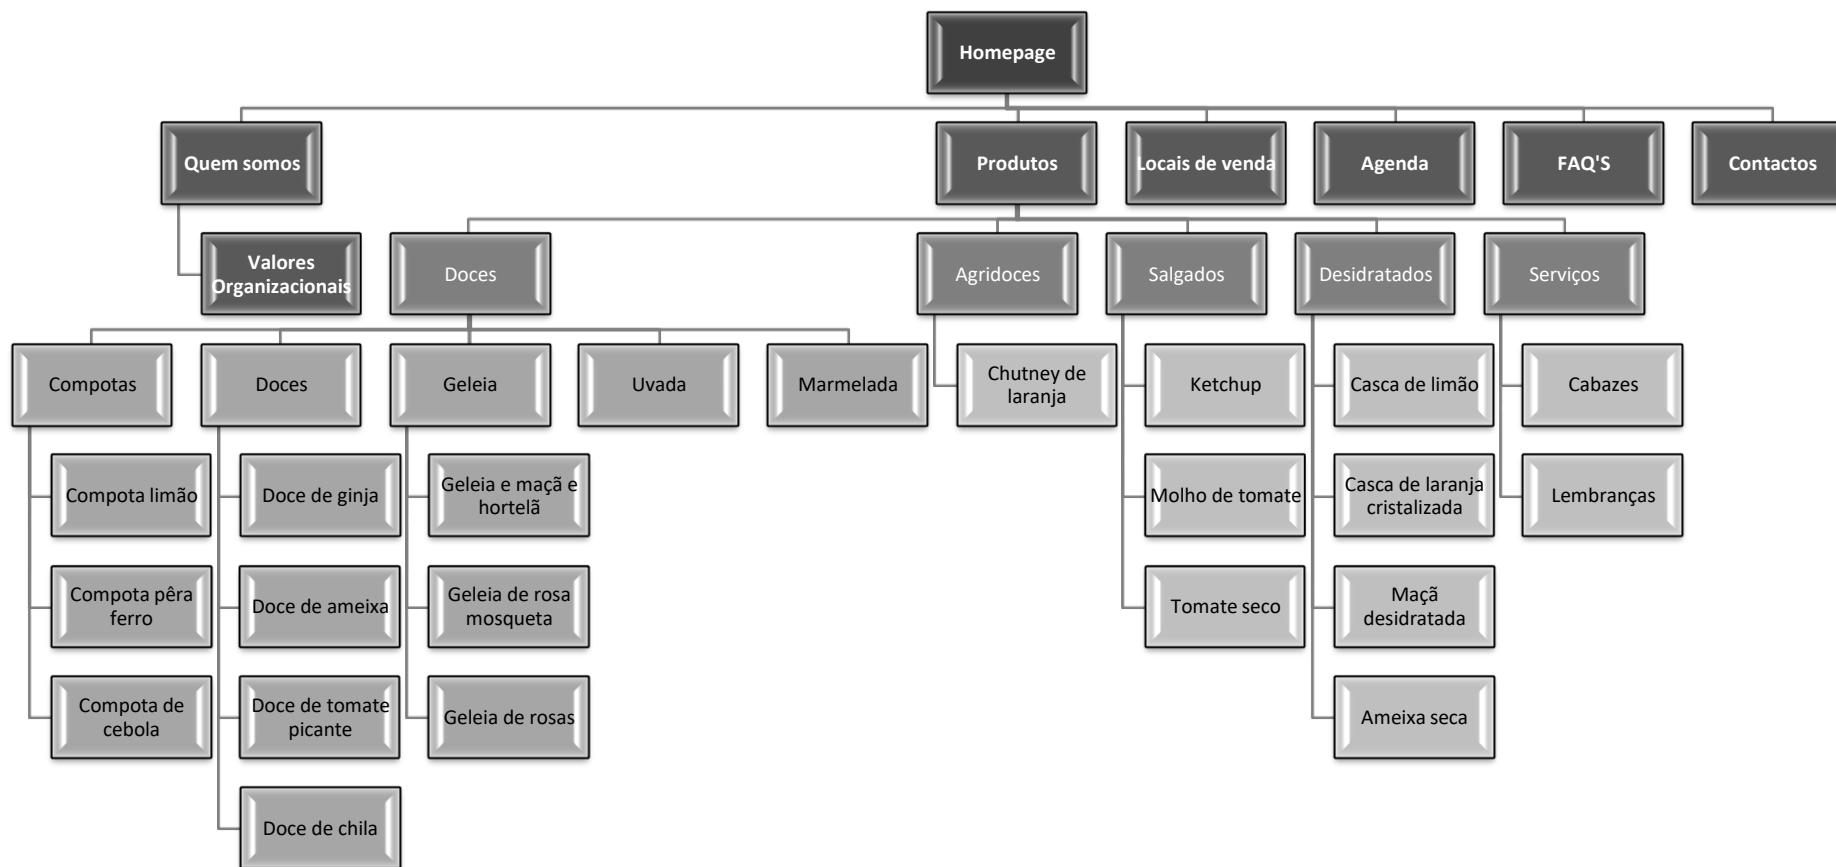 Homepage
Quem somos
Produtos
Locais de venda
Agenda
FAQ'S
Contactos
Valores
Organizacionais
Doces
Agridoces
Salgados
Desidratados
Serviços
Compotas
Doces
Geleia
Uvada
Marmelada
Chutney de
laranja
Ketchup
Casca de limão
Cabazes
Compota limão
Doce de ginja
Geleia e maçã e
hortelã
Molho de tomate
Casca de laranja
cristalizada
Lembranças
Compota pêra
ferro
Doce de ameixa
Geleia de rosa
mosqueta
Tomate seco
Maçã
desidratada
Compota de
cebola
Doce de tomate
picante
Geleia de rosas
Ameixa seca
Doce de chila